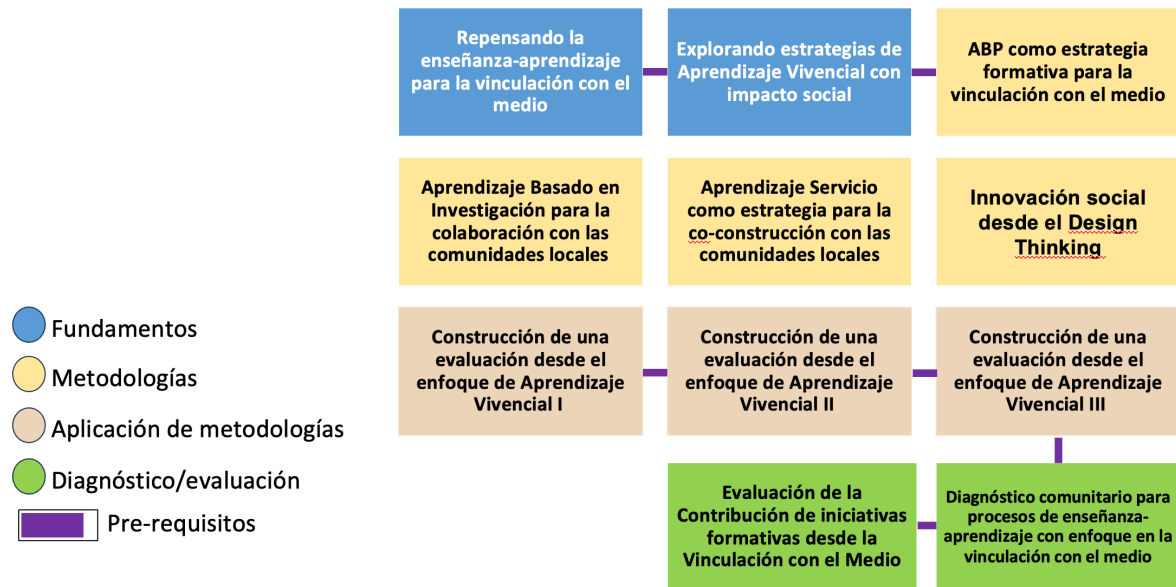 Repensando la
enseñanza-aprendizaje
para la vinculación con el
medio
Explorando estrategias de
Aprendizaje Vivencial con
impacto social
ABP como estrategia
formativa para la
vinculación con el medio
Aprendizaje Basado en
Investigación para la
colaboración con las
comunidades locales
Aprendizaje Servicio
como estrategia para la
co-construcción con las
comunidades locales
Innovación social
desde el Design
Thinking
Construcción de una
evaluación desde el
enfoque de Aprendizaje
Vivencial I
Construcción de una
evaluación desde el
enfoque de Aprendizaje
Vivencial II
Construcción de una
evaluación desde el
enfoque de Aprendizaje
Vivencial III
Evaluación de la
Contribución de iniciativas
formativas desde la
Vinculación con el Medio
Diagnóstico comunitario para
procesos de enseñanza-
aprendizaje con enfoque en la
vinculación con el medio
Fundamentos
Metodologías
Aplicación de metodologías
Diagnóstico/evaluación
Pre-requisitos